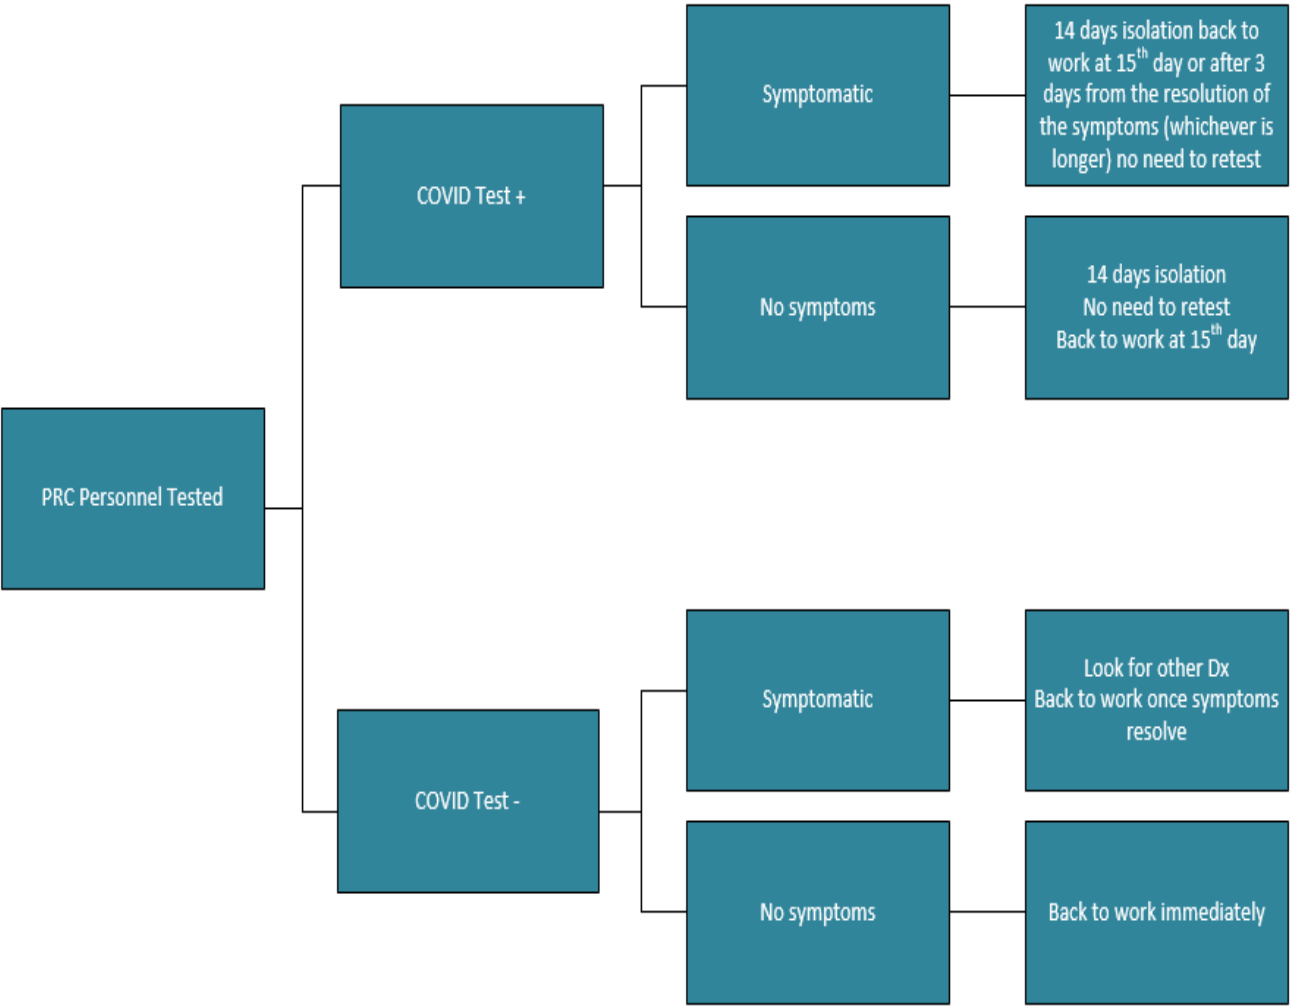 PRC Personnel Tested
COVID Test +
Symptomatic
14 days isolation back to
work at 15th day or after 3
days from the resolution of
the symptoms (whichever is
longer) no need to retest
No symptoms
14 days isolation
No need to retest
Back to work at 15th day
COVID Test -
Symptomatic
Look for other Dx
Back to work once symptoms
resolve
No symptoms
Back to work immediately